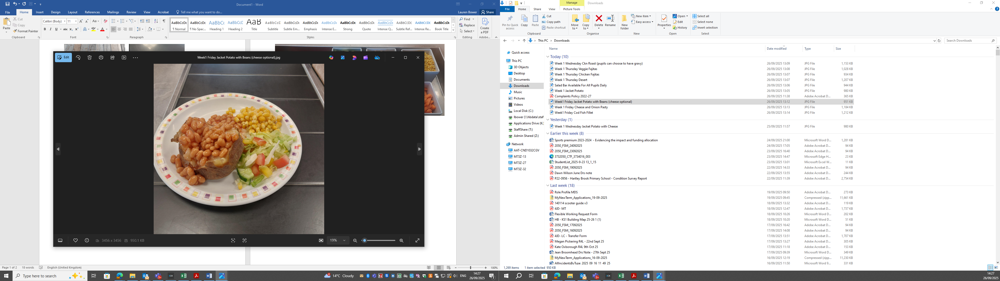 Document1 - Word
File Home Insert Design Layout References Mailings Review View Acrobat Tell me what you want to do... Lauren Bower Share
Paste
Cut
Copy
Format Painter
Clipboard
Calibri (Body) 11
Font
Paragraph
¶ Normal ¶ No Spac... Heading 1 Heading 2 Title Subtitle Subtle Em... Emphasis Intense E... Strong Quote Intense Q... Subtle Ref... Intense Re... Book Title
Styles
Find
Replace
Select
Editing
Create a PDF
Adobe...
Edit
Week1 Friday Jacket Potato with Beans (cheese optional).jpg
3456 x 3456 950.1 KB
19%
Page 1 of 2 18 words English (United Kingdom)
100%
Type here to search
14°C Cloudy
ENG
14:27
26/09/2025
Manage
Downloads
File Home Share View Picture Tools
Pin to Quick access
Copy
Paste
Cut
Copy path
Paste shortcut
Clipboard
Move to
Copy to
Delete
Rename
Organise
New folder
New item
Easy access
New
Properties
Open
Edit
History
Open
Select all
Select none
Invert selection
Select
This PC > Downloads
Search Downloads
Quick access
This PC
3D Objects
Desktop
Documents
Downloads
Music
Pictures
Videos
Local Disk (C:)
lbower (\\hbdata\staf
Applications Drive (K:)
StaffShare (T:)
Admin Shared (Z:)
Network
AAT-CND1032CGV
M73Z-13
M73Z-27
M73Z-32
Name Date modified Type Size
Today (10)
Week 1 Wednesday Ckn Roast (pupils can choose to have gravy) 26/09/2025 13:09 JPG File 1,153 KB
Week 1 Thursday Veggie Fajitas 26/09/2025 13:08 JPG File 1,028 KB
Week 1 Thursday Chicken Fajitas 26/09/2025 13:07 JPG File 934 KB
Week 1 Thursday Desert 26/09/2025 13:07 JPG File 1,207 KB
Salad Bar Available For All Pupils Daily 26/09/2025 13:06 JPG File 944 KB
Week 1 Jacket Potato 26/09/2025 13:05 JPG File 980 KB
Complaints Policy 2022-27 26/09/2025 11:38 Adobe Acrobat D... 365 KB
Week1 Friday Jacket Potato with Beans (cheese optional) 26/09/2025 13:12 JPG File 951 KB
Week 1 Friday Cheese and Onion Pasty 26/09/2025 13:13 JPG File 1,184 KB
Week1 Friday Cod Fish Fillet 26/09/2025 13:14 JPG File 1,212 KB
Yesterday (1)
Week 1 Wednesday Jacket Potato with Cheese 25/09/2025 11:57 JPG File 980 KB
Earlier this week (8)
Sports premium 2023-2024 - Evidencing the impact and funding allocation 24/09/2025 21:00 Microsoft Word D... 1,281 KB
2050_FSM_24092025 24/09/2025 17:05 Adobe Acrobat D... 94 KB
2050_FSM_23092025 23/09/2025 16:40 Adobe Acrobat D... 94 KB
3732050_CTF_3734016_003 23/09/2025 14:47 Microsoft Edge H... 23 KB
StudentList_2025-9-23 13_1_15 23/09/2025 13:01 Microsoft Excel W... 11 KB
2050_FSM_19092025 22/09/2025 14:33 Adobe Acrobat D... 94 KB
Dawn Wilson June Drs note 22/09/2025 13:55 Adobe Acrobat D... 244 KB
P22-0956 - Hartley Brook Primary School - Condition Survey Report 22/09/2025 11:39 Adobe Acrobat D... 2,754 KB
Last week (18)
Role Profile MDS 19/09/2025 09:50 Adobe Acrobat D... 273 KB
MyNewTerm_Applications_19-09-2025 19/09/2025 09:45 Compressed (zipp... 11,661 KB
140114 scooter guide v3 18/09/2025 13:32 Adobe Acrobat D... 119 KB
4JD- MT 18/09/2025 12:47 Adobe Acrobat D... 1,737 KB
Flexible Working Request Form 18/09/2025 10:26 Microsoft Word D... 202 KB
HB - KS1 Building Map 25-26 1 (1) 18/09/2025 10:20 Microsoft Word D... 51 KB
2050_FSM_17092025 17/09/2025 16:42 Adobe Acrobat D... 94 KB
2050_FSM_16092025 17/09/2025 14:08 Adobe Acrobat D... 94 KB
4JD- LC - Transfer Form 17/09/2025 13:51 Adobe Acrobat D... 1,707 KB
Megan Pickering R4L - 22nd Sept 25 17/09/2025 13:27 Adobe Acrobat D... 305 KB
Kate Oxborough R4L 9th Oct 25 17/09/2025 11:18 Adobe Acrobat D... 153 KB
Jean Broomhead Drs Note - 27th Sept 25 17/09/2025 09:39 Microsoft Word D... 349 KB
MyNewTerm_Applications_16-09-2025 16/09/2025 12:19 Compressed (zipp... 11,230 KB
AllIncidentsByType_2025_09_16_11_49_25 16/09/2025 11:50 Microsoft Word 9... 331 KB
1,269 items 1 item selected 950 KB
14:27
26/09/2025